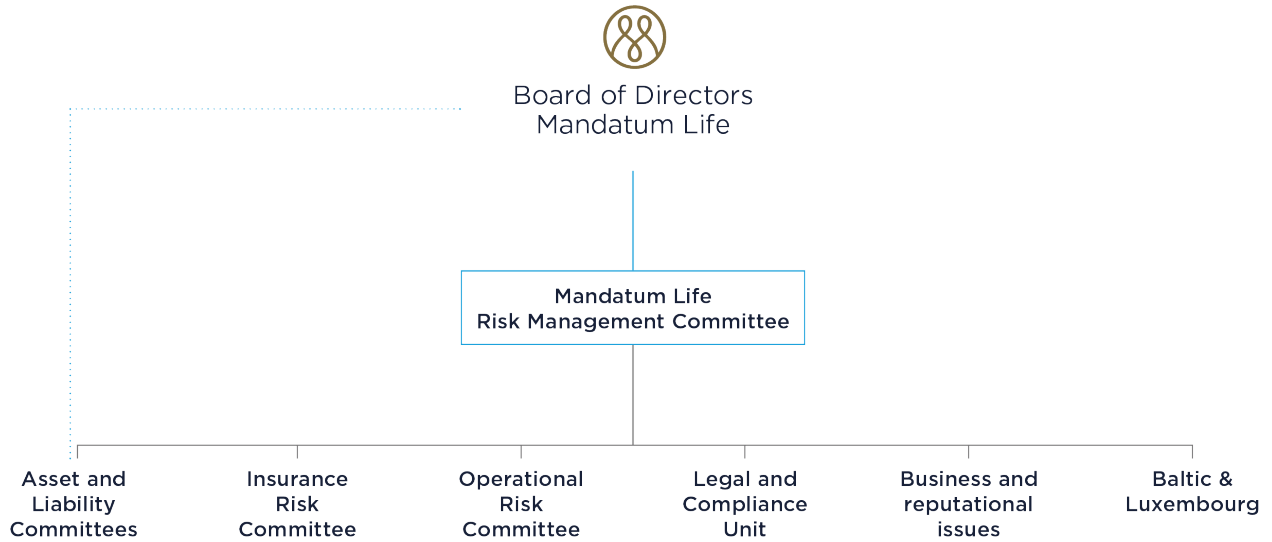 Board of Directors
Mandatum Life
Mandatum Life
Risk Management Committee
Asset and
Liability
Committees
Insurance
Risk
Committee
Operational
Risk
Committee
Legal and
Compliance
Unit
Business and
reputational
issues
Baltic &
Luxembourg